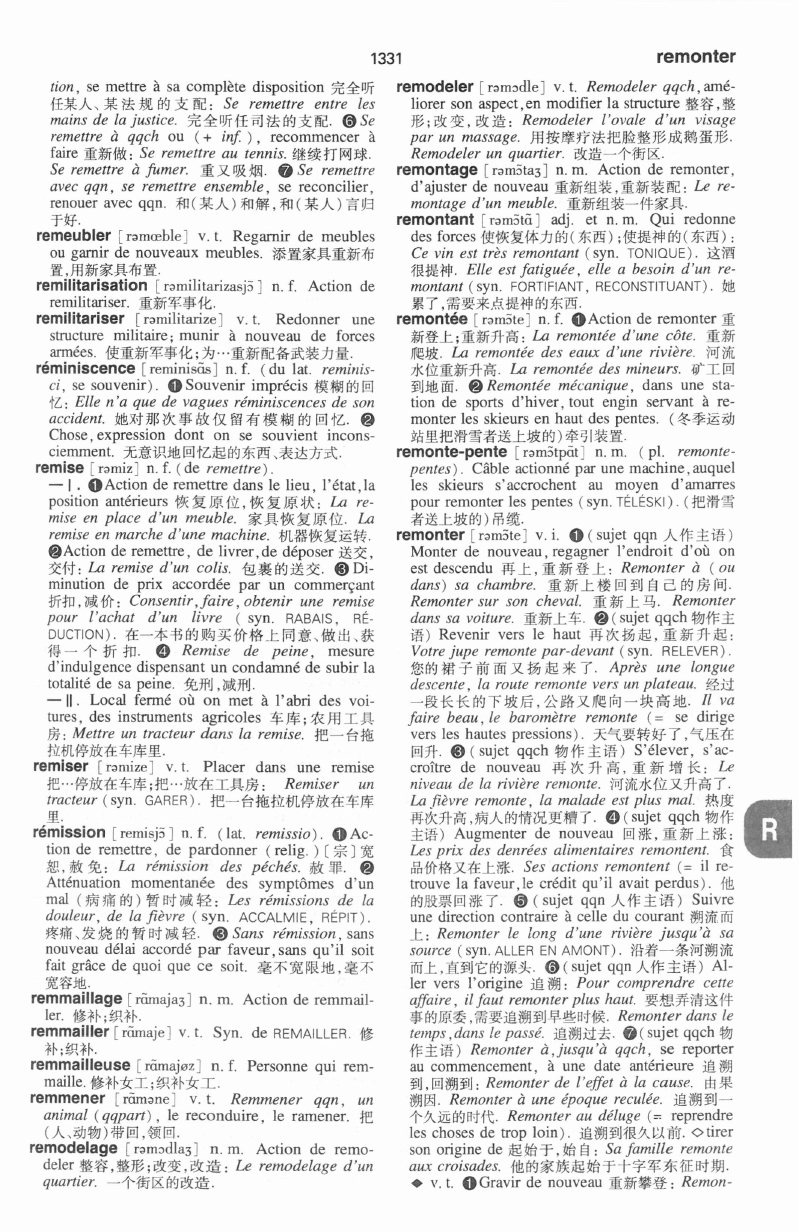 1331
remonter
tion, se mettre à sa complète disposition 完全听
任某人、某法规的支配: Se remettre entre les
mains de la justice. 完全听任司法的支配. ❻ Se
remettre à qqch ou (+ inf.), recommencer à
faire 重新做: Se remettre au tennis. 继续打网球.
Se remettre à fumer. 重又吸烟. ❼ Se remettre
avec qqn, se remettre ensemble, se reconcilier,
renouer avec qqn. 和(某人)和解,和(某人)言归
于好.
remeubler [rəmœble] v. t. Regarnir de meubles
ou garnir de nouveaux meubles. 添置家具重新布
置,用新家具布置.
remilitarisation [rəmilitarizasjɔ̃] n. f. Action de
remilitariser. 重新军事化.
remilitariser [rəmilitarize] v. t. Redonner une
structure militaire; munir à nouveau de forces
armées. 使重新军事化;为…重新配备武装力量.
réminiscence [reminisɑ̃s] n. f. (du lat. reminis-
ci, se souvenir). ❶ Souvenir imprécis 模糊的回
忆: Elle n'a que de vagues réminiscences de son
accident. 她对那次事故仅留有模糊的回忆. ❷
Chose, expression dont on se souvient incons-
ciemment. 无意识地回忆起的东西、表达方式.
remise [rəmiz] n. f. (de remettre).
— I. ❶ Action de remettre dans le lieu, l'état, la
position antérieurs 恢复原位,恢复原状: La re-
mise en place d'un meuble. 家具恢复原位. La
remise en marche d'une machine. 机器恢复运转.
❷ Action de remettre, de livrer, de déposer 送交,
交付: La remise d'un colis. 包裹的送交. ❸ Di-
minution de prix accordée par un commerçant
折扣,减价: Consentir, faire, obtenir une remise
pour l'achat d'un livre (syn. RABAIS, RÉ-
DUCTION). 在一本书的购买价格上同意、做出、获
得一个折扣. ❹ Remise de peine, mesure
d'indulgence dispensant un condamné de subir la
totalité de sa peine. 免刑,减刑.
— II. Local fermé où on met à l'abri des voi-
tures, des instruments agricoles 车库;农用工具
房: Mettre un tracteur dans la remise. 把一台拖
拉机停放在车库里.
remiser [rəmize] v. t. Placer dans une remise
把…停放在车库;把…放在工具房: Remiser un
tracteur (syn. GARER). 把一台拖拉机停放在车库
里.
rémission [remisjɔ̃] n. f. (lat. remissio). ❶ Ac-
tion de remettre, de pardonner (relig.) [宗]宽
恕,赦免: La rémission des péchés. 赦罪. ❷
Atténuation momentanée des symptômes d'un
mal (病痛的)暂时减轻: Les rémissions de la
douleur, de la fièvre (syn. ACCALMIE, RÉPIT).
疼痛、发烧的暂时减轻. ❸ Sans rémission, sans
nouveau délai accordé par faveur, sans qu'il soit
fait grâce de quoi que ce soit. 毫不宽限地,毫不
宽容地.
remmaillage [rɑ̃majaʒ] n. m. Action de remmail-
ler. 修补;织补.
remmailler [rɑ̃maje] v. t. Syn. de REMAILLER. 修
补;织补.
remmailleuse [rɑ̃majøz] n. f. Personne qui rem-
maille. 修补女工;织补女工.
remmener [rɑ̃məne] v. t. Remmener qqn, un
animal (qqpart), le reconduire, le ramener. 把
(人、动物)带回,领回.
remodelage [rəmɔdlaʒ] n. m. Action de remo-
deler 整容,整形;改变,改造: Le remodelage d'un
quartier. 一个街区的改造.
remodeler [rəmɔdle] v. t. Remodeler qqch, amé-
liorer son aspect, en modifier la structure 整容,整
形;改变,改造: Remodeler l'ovale d'un visage
par un massage. 用按摩疗法把脸整形成鹅蛋形.
Remodeler un quartier. 改造一个街区.
remontage [rəmɔ̃taʒ] n. m. Action de remonter,
d'ajuster de nouveau 重新组装,重新装配: Le re-
montage d'un meuble. 重新组装一件家具.
remontant [rəmɔ̃tɑ̃] adj. et n. m. Qui redonne
des forces 使恢复体力的(东西);使提神的(东西):
Ce vin est très remontant (syn. TONIQUE). 这酒
很提神. Elle est fatiguée, elle a besoin d'un re-
montant (syn. FORTIFIANT, RECONSTITUANT). 她
累了,需要来点提神的东西.
remontée [rəmɔ̃te] n. f. ❶ Action de remonter 重
新登上;重新升高: La remontée d'une côte. 重新
爬坡. La remontée des eaux d'une rivière. 河流
水位重新升高. La remontée des mineurs. 矿工回
到地面. ❷ Remontée mécanique, dans une sta-
tion de sports d'hiver, tout engin servant à re-
monter les skieurs en haut des pentes. (冬季运动
站里把滑雪者送上坡的)牵引装置.
remonte-pente [rəmɔ̃tpɑ̃t] n. m. (pl. remonte-
pentes). Câble actionné par une machine, auquel
les skieurs s'accrochent au moyen d'amarres
pour remonter les pentes (syn. TÉLÉSKI). (把滑雪
者送上坡的)吊缆.
remonter [rəmɔ̃te] v. i. ❶ (sujet qqn 人作主语)
Monter de nouveau, regagner l'endroit d'où on
est descendu 再上,重新登上: Remonter à (ou
dans) sa chambre. 重新上楼回到自己的房间.
Remonter sur son cheval. 重新上马. Remonter
dans sa voiture. 重新上车. ❷ (sujet qqch 物作主
语) Revenir vers le haut 再次扬起,重新升起:
Votre jupe remonte par-devant (syn. RELEVER).
您的裙子前面又扬起来了. Après une longue
descente, la route remonte vers un plateau. 经过
一段长长的下坡后,公路又爬向一块高地. Il va
faire beau, le baromètre remonte (= se dirige
vers les hautes pressions). 天气要转好了,气压在
回升. ❸ (sujet qqch 物作主语) S'élever, s'ac-
croître de nouveau 再次升高,重新增长: Le
niveau de la rivière remonte. 河流水位又升高了.
La fièvre remonte, la malade est plus mal. 热度
再次升高,病人的情况更糟了. ❹ (sujet qqch 物作
主语) Augmenter de nouveau 回涨,重新上涨:
Les prix des denrées alimentaires remontent. 食
品价格又在上涨. Ses actions remontent (= il re-
trouve la faveur, le crédit qu'il avait perdus). 他
的股票回涨了. ❺ (sujet qqn 人作主语) Suivre
une direction contraire à celle du courant 溯流而
上: Remonter le long d'une rivière jusqu'à sa
source (syn. ALLER EN AMONT). 沿着一条河溯流
而上,直到它的源头. ❻ (sujet qqn 人作主语) Al-
ler vers l'origine 追溯: Pour comprendre cette
affaire, il faut remonter plus haut. 要想弄清这件
事的原委,需要追溯到早些时候. Remonter dans le
temps, dans le passé. 追溯过去. ❼ (sujet qqch 物
作主语) Remonter à, jusqu'à qqch, se reporter
au commencement, à une date antérieure 追溯
到,回溯到: Remonter de l'effet à la cause. 由果
溯因. Remonter à une époque reculée. 追溯到一
个久远的时代. Remonter au déluge (= reprendre
les choses de trop loin). 追溯到很久以前. ◇ tirer
son origine de 起始于,始自: Sa famille remonte
aux croisades. 他的家族起始于十字军东征时期.
◆ v. t. ❶ Gravir de nouveau 重新攀登: Remon-
R